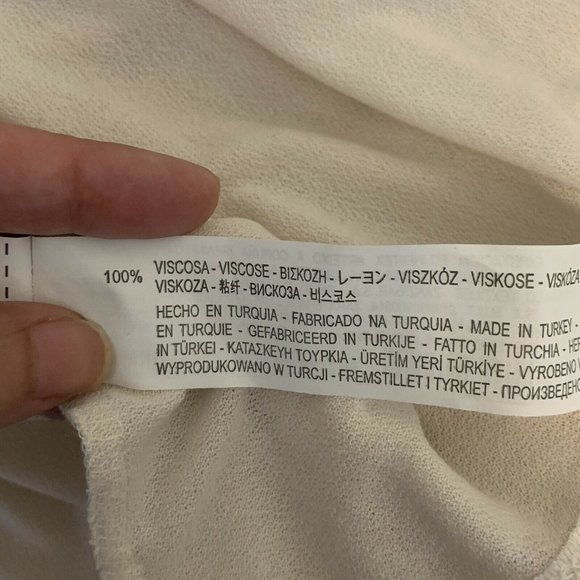 100% VISCOSA - VISCOSE - ΒΙΣΚΟΖΗ - レーヨン - VISZKÓZ - VISKOSE - VISKÓZA
VISKOZA - 粘纤 - ВИСКОЗА - 비스코스
HECHO EN TURQUIA - FABRICADO NA TURQUIA - MADE IN TURKEY -
EN TURQUIE - GEFABRICEERD IN TURKIJE - FATTO IN TURCHIA - HER
IN TÜRKEI - ΚΑΤΑΣΚΕΥΗ ΤΟΥΡΚΙΑ - ÜRETİM YERİ TÜRKİYE - VYROBENO V
WYPRODUKOWANO W TURCJI - FREMSTILLET I TYRKIET - ПРОИЗВЕДЕНО